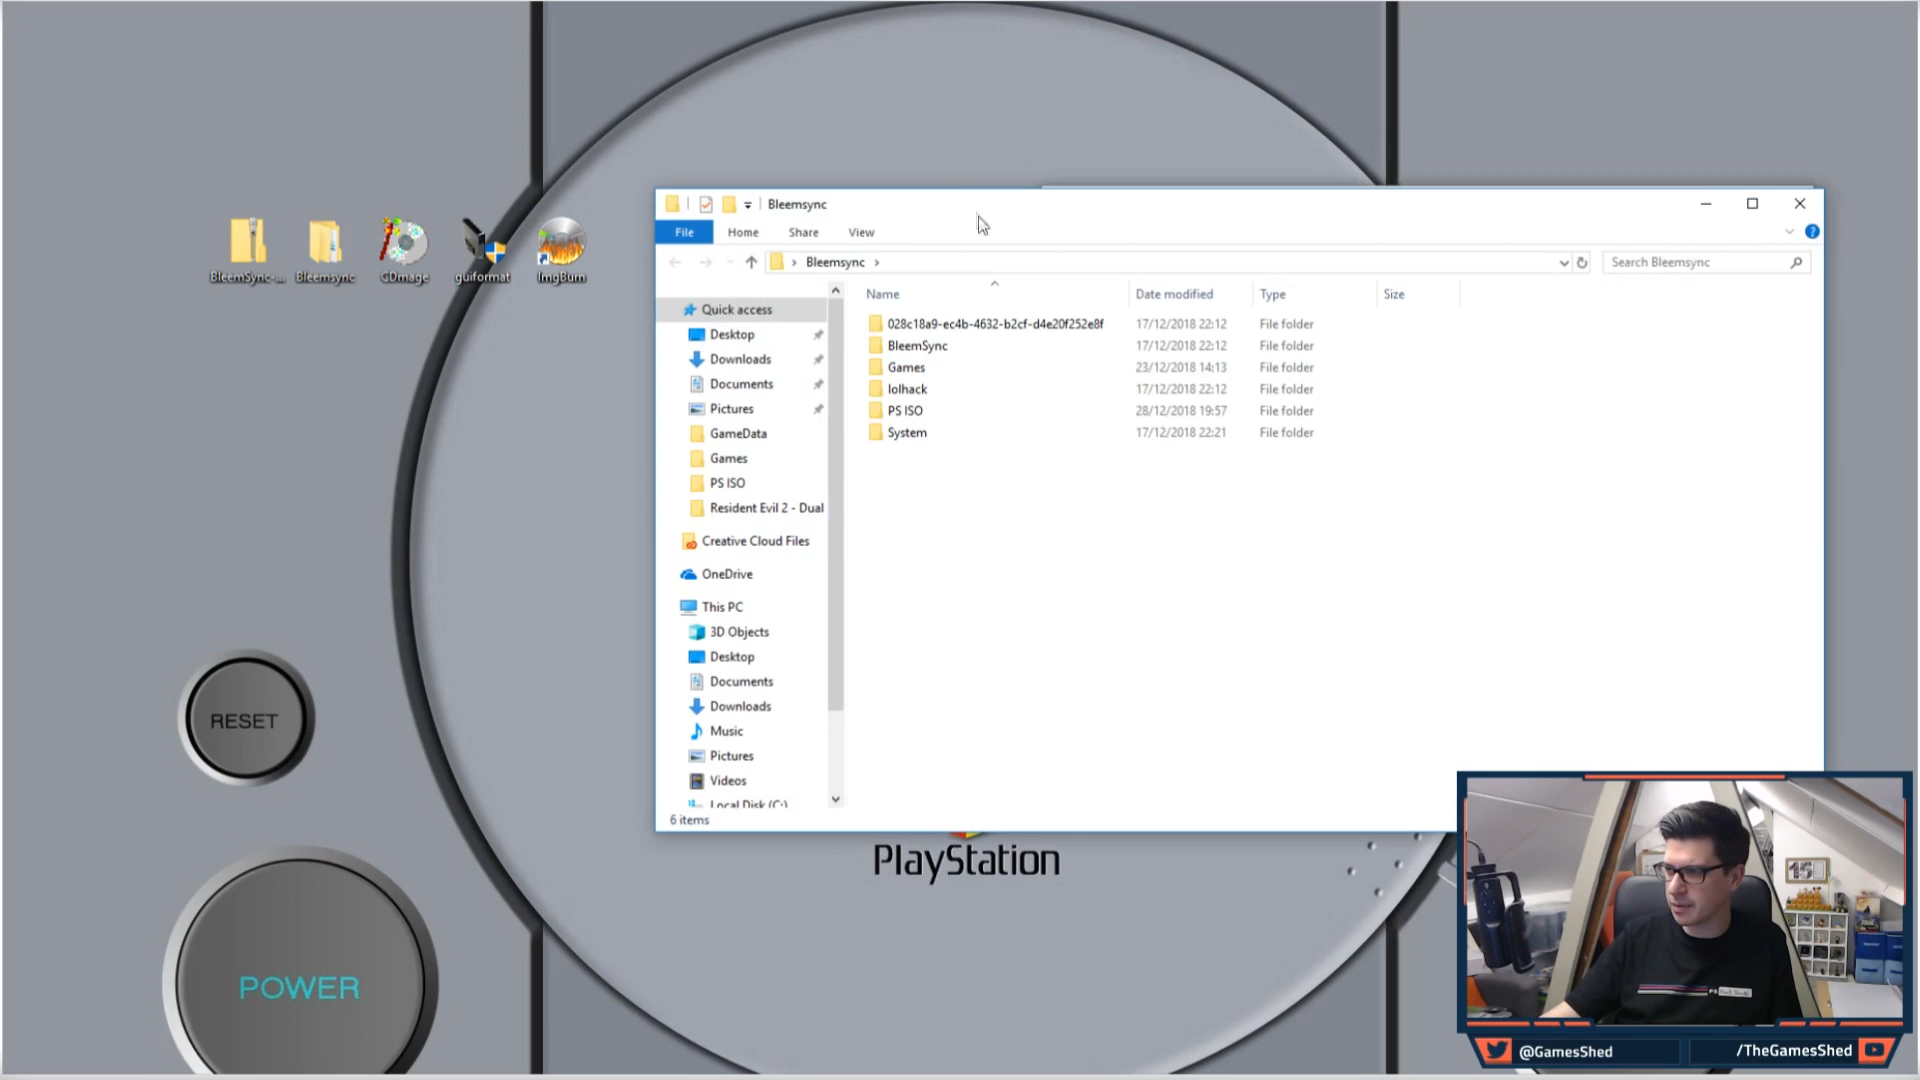 BleemSync-...
Bleemsync
CDmage
guiformat
ImgBurn
RESET
POWER
Bleemsync
File
Home
Share
View
Bleemsync
Search Bleemsync
Quick access
Desktop
Downloads
Documents
Pictures
GameData
Games
PS ISO
Resident Evil 2 - Dual
Creative Cloud Files
OneDrive
This PC
3D Objects
Desktop
Documents
Downloads
Music
Pictures
Videos
Local Disk (C:)
Name Date modified Type Size
028c18a9-ec4b-4632-b2cf-d4e20f252e8f 17/12/2018 22:12 File folder
BleemSync 17/12/2018 22:12 File folder
Games 23/12/2018 14:13 File folder
lolhack 17/12/2018 22:12 File folder
PS ISO 28/12/2018 19:57 File folder
System 17/12/2018 22:21 File folder
6 items
PlayStation
@GamesShed
/TheGamesShed